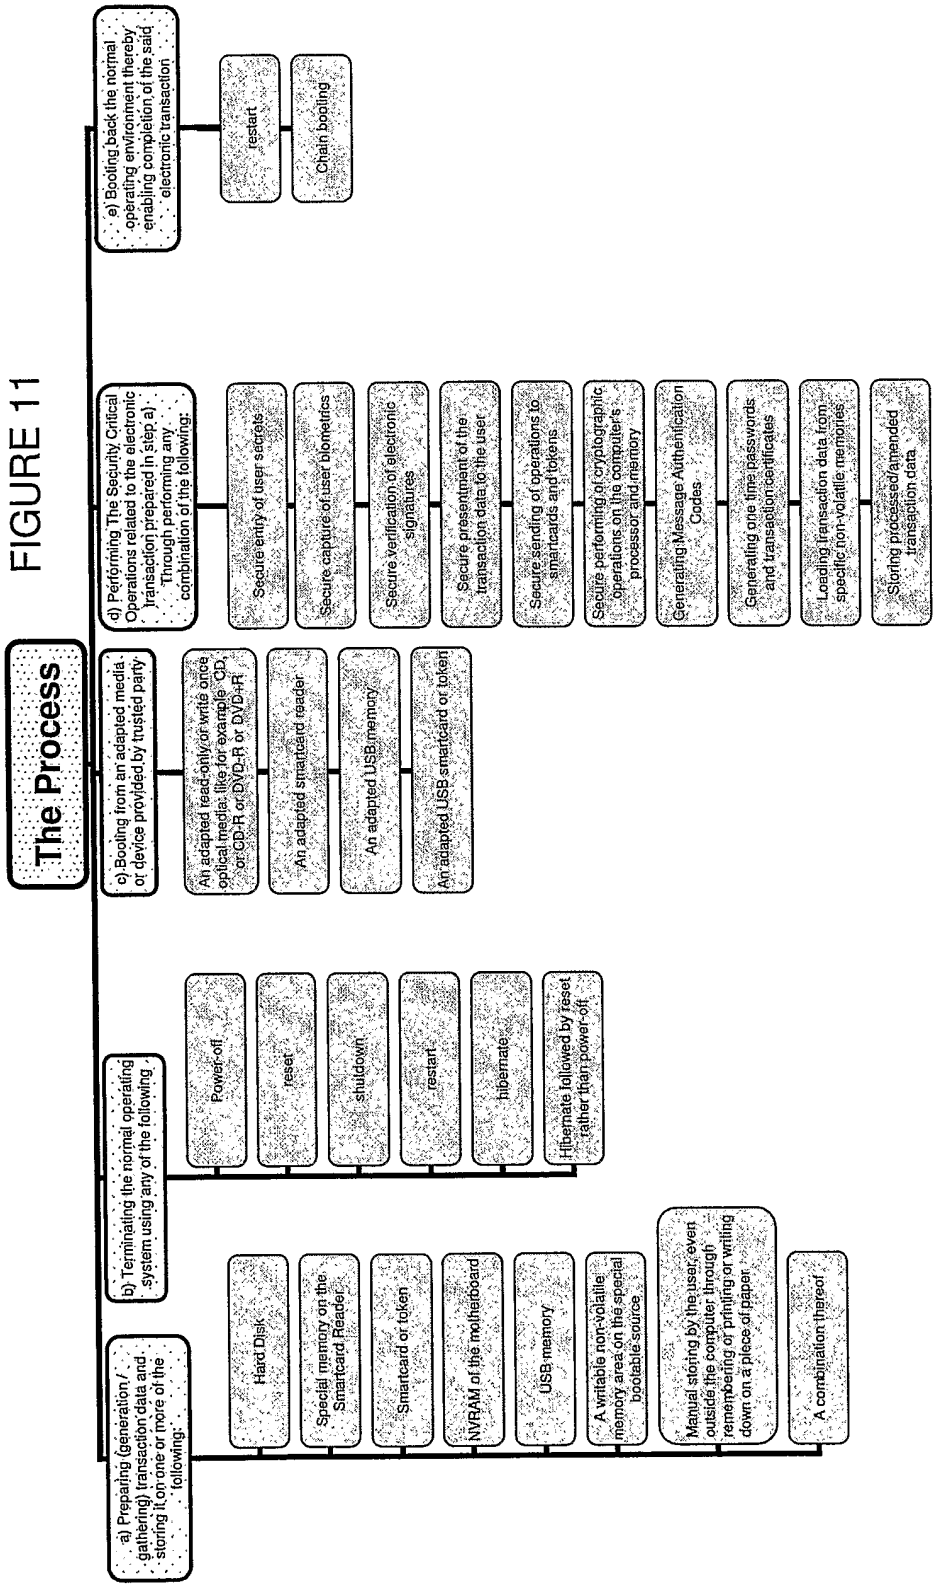 FIGURE 11
The Process
a) Preparing (generation /
gathering) transaction data and
storing it on one or more of the
following:
Hard Disk
Special memory on the
Smartcard Reader
Smartcard or token
NVRAM of the motherboard
USB memory
A writable non-volatile
memory area on the special
bootable source
Manual storing by the user, even
outside the computer through
remembering or printing or writing
down on a piece of paper
A combination thereof
b) Terminating the normal operating
system using any of the following
Power-off
reset
shutdown
restart
hibernate
Hibernate followed by reset
rather than power-off
c) Booting from an adapted media
or device provided by trusted party
An adapted read-only or write once
optical media; like for example CD,
or CD-R or DVD-R or DVD+R
An adapted smartcard reader
An adapted USB memory
An adapted USB smartcard or token
d) Performing The Security Critical
Operations related to the electronic
transaction prepared in step a)
Through performing any
combination of the following:
Secure entry of user secrets
Secure capture of user biometrics
Secure verification of electronic
signatures
Secure presentment of the
transaction data to the user
Secure sending of operations to
smartcards and tokens
Secure performing of cryptographic
operations on the computer's
processor and memory
Generating Message Authentication
Codes
Generating one time passwords
and transaction certificates
Loading transaction data from
specific non-volatile memories
Storing processed/amended
transaction data
e) Booting back the normal
operating environment thereby
enabling completion of the said
electronic transaction
restart
Chain booting